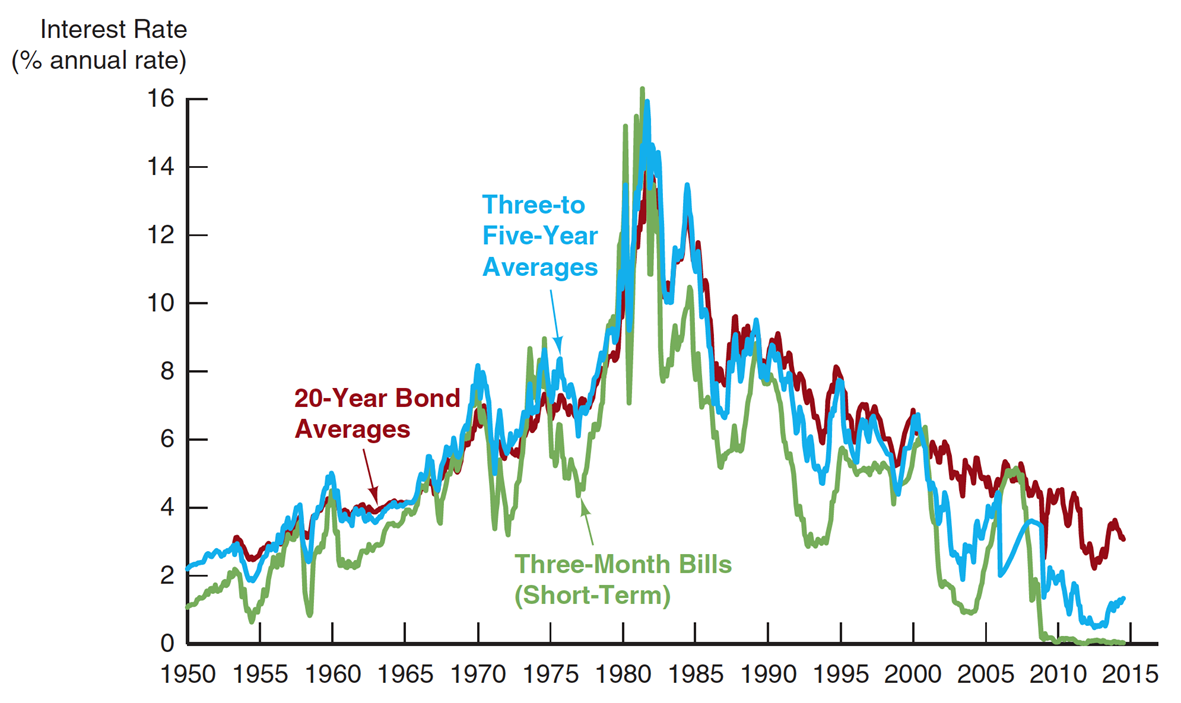 Interest Rate
(% annual rate)
16
14
12
10
8
6
4
2
0
Three-to
Five-Year
Averages
20-Year Bond
Averages
Three-Month Bills
(Short-Term)
1950 1955 1960 1965 1970 1975 1980 1985 1990 1995 2000 2005 2010 2015